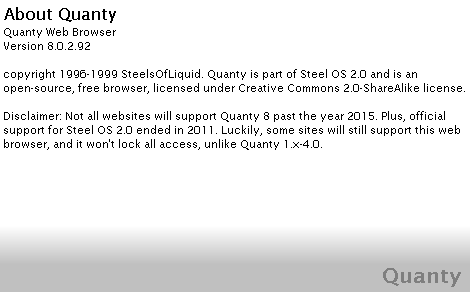 About Quanty
Quanty Web Browser
Version 8.0.2.92
copyright 1996-1999 SteelsOfLiquid. Quanty is part of Steel OS 2.0 and is an
open-source, free browser, licensed under Creative Commons 2.0-ShareAlike license.
Disclaimer: Not all websites will support Quanty 8 past the year 2015. Plus, official
support for Steel OS 2.0 ended in 2011. Luckily, some sites will still support this web
browser, and it won't lock all access, unlike Quanty 1.x-4.0.
Quanty